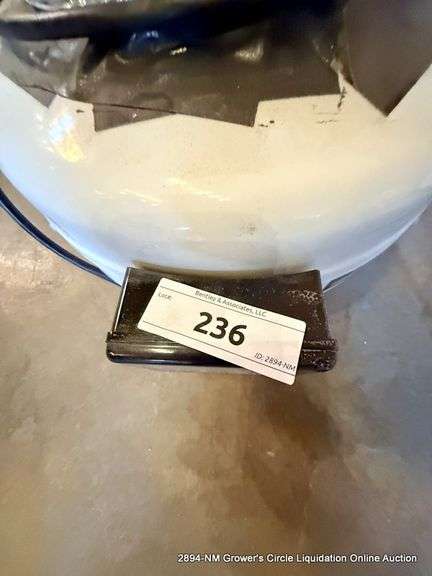 Bentley & Associates, LLC
Lot#:
236
ID: 2894-NM
2894-NM Grower's Circle Liquidation Online Auction